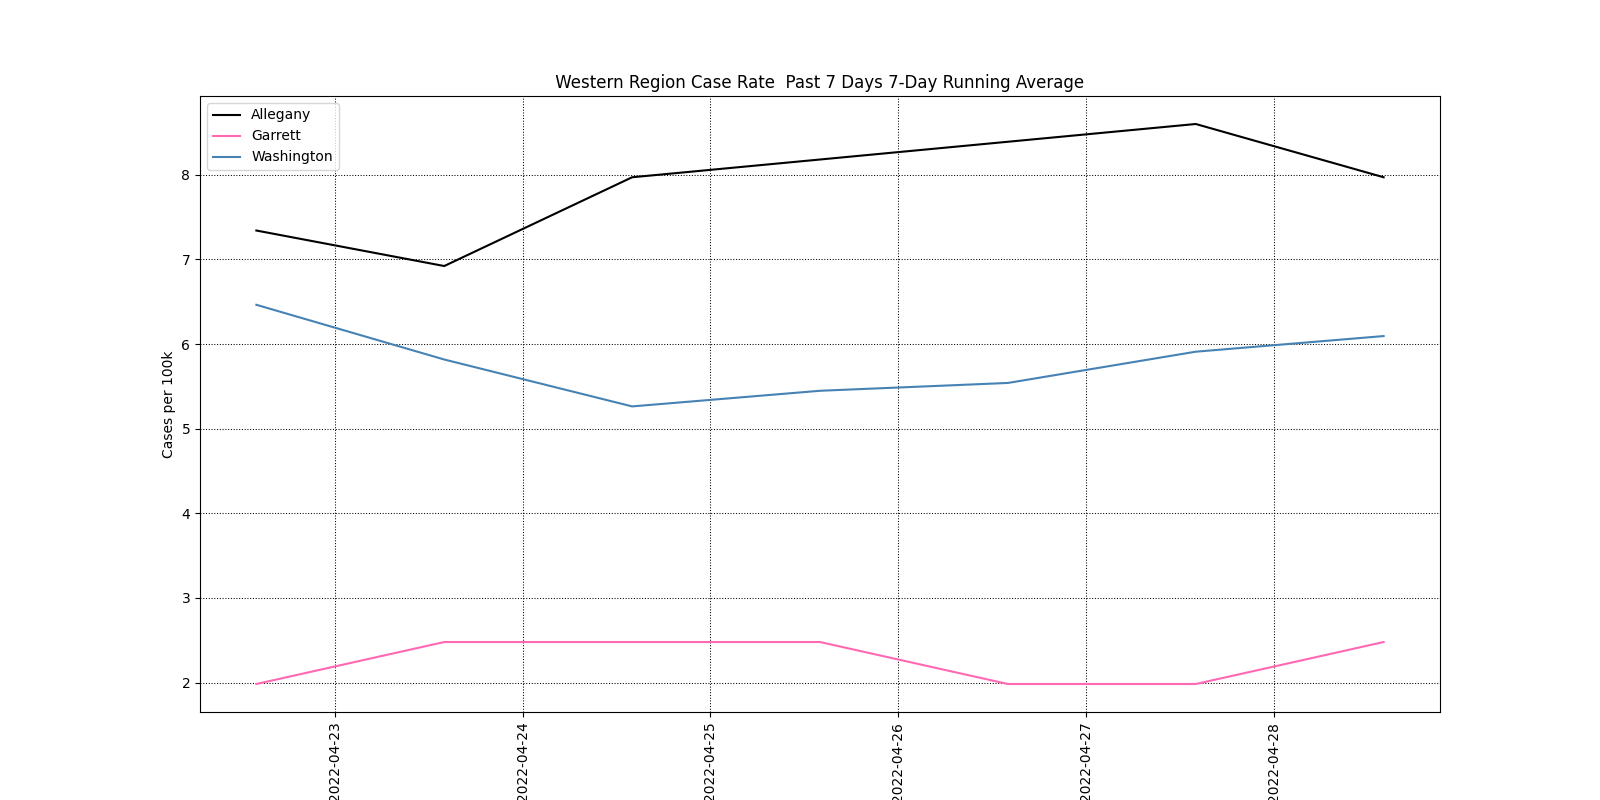 Western Region Case Rate  Past 7 Days 7-Day Running Average
Allegany
Garrett
Washington
8
7
6
5
4
3
2
Cases per 100k
2022-04-23
2022-04-24
2022-04-25
2022-04-26
2022-04-27
2022-04-28